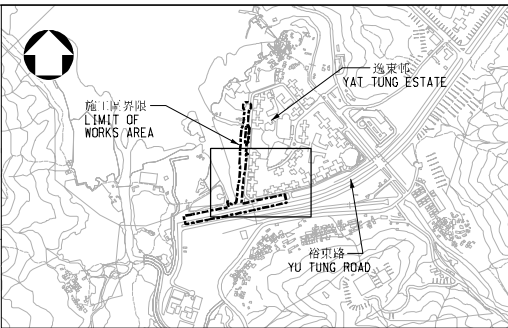 逸東邨
YAT TUNG ESTATE
施工區界限
LIMIT OF
WORKS AREA
裕東路
YU TUNG ROAD